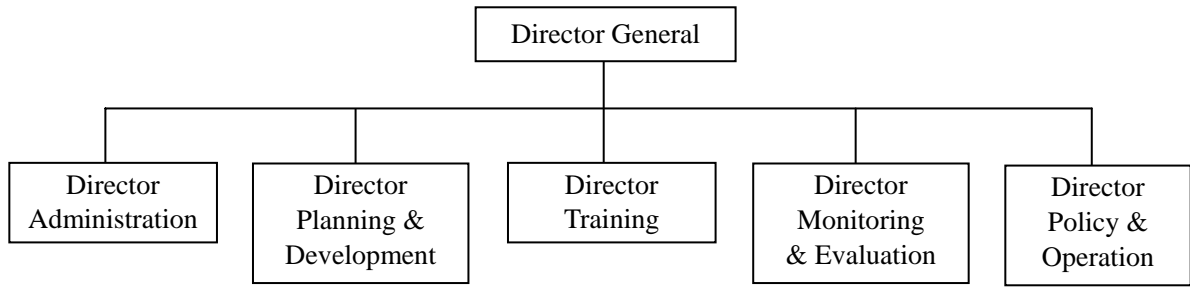 Director General
Director
Administration
Director
Planning &
Development
Director
Training
Director
Monitoring
& Evaluation
Director
Policy &
Operation